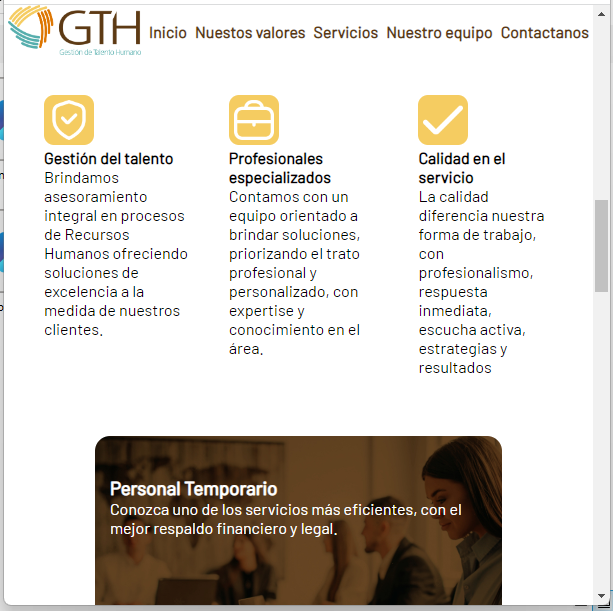 GTH
Gestión de Talento Humano
Inicio Nuestos valores Servicios Nuestro equipo Contactanos
Gestión del talento
Brindamos
asesoramiento
integral en procesos
de Recursos
Humanos ofreciendo
soluciones de
excelencia a la
medida de nuestros
clientes.
Profesionales
especializados
Contamos con un
equipo orientado a
brindar soluciones,
priorizando el trato
profesional y
personalizado, con
expertise y
conocimiento en el
área.
Calidad en el
servicio
La calidad
diferencia nuestra
forma de trabajo,
con
profesionalismo,
respuesta
inmediata,
escucha activa,
estrategias y
resultados
Personal Temporario
Conozca uno de los servicios más eficientes, con el
mejor respaldo financiero y legal.